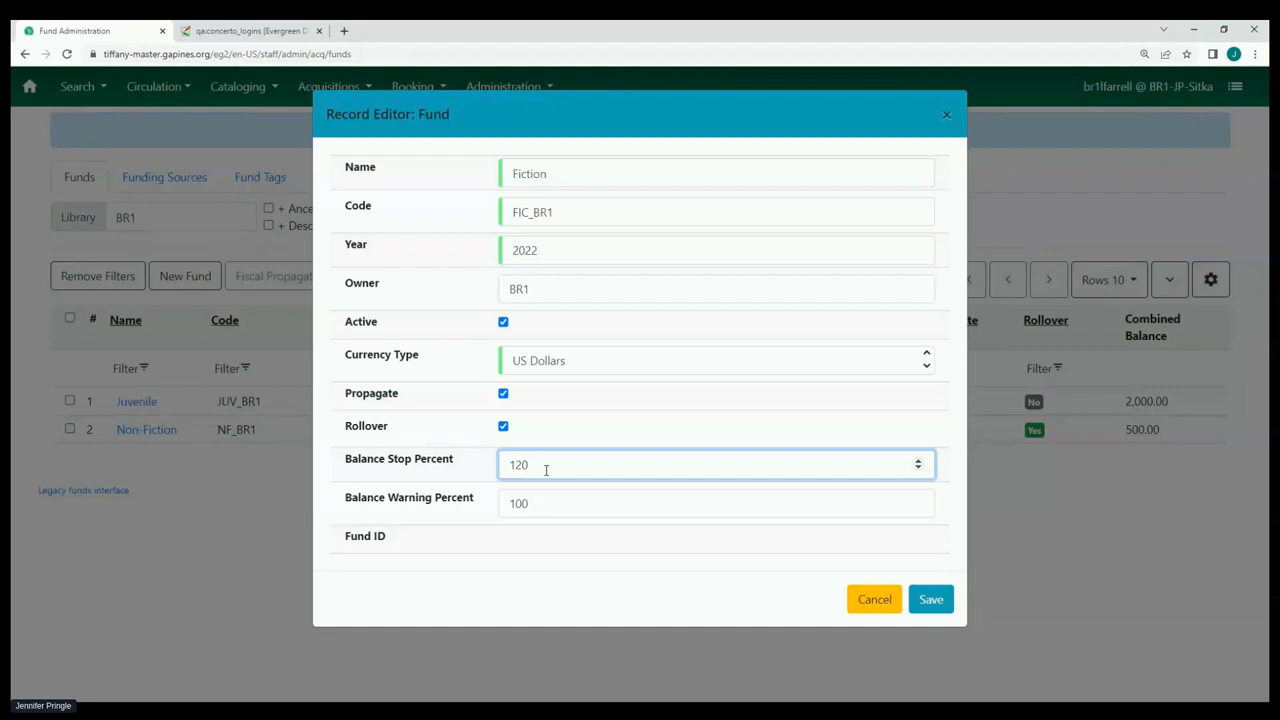 Fund Administration
qa:concerto_logins [Evergreen D
tiffany-master.gapines.org/eg2/en-US/staff/admin/acq/funds
Search Circulation Cataloging Acquisitions Booking Administration br1lfarrell @ BR1-JP-Sitka
Record Editor: Fund
Funds Funding Sources Fund Tags
Library BR1 + Ance
+ Desc
Remove Filters New Fund Fiscal Propagat Rows 10
# Name Code te Rollover Combined
Balance
Filter Filter Filter
1 Juvenile JUV_BR1 No 2,000.00
2 Non-Fiction NF_BR1 Yes 500.00
Legacy funds interface
Name Fiction
Code FIC_BR1
Year 2022
Owner BR1
Active
Currency Type US Dollars
Propagate
Rollover
Balance Stop Percent 120
Balance Warning Percent 100
Fund ID
Cancel Save
Jennifer Pringle